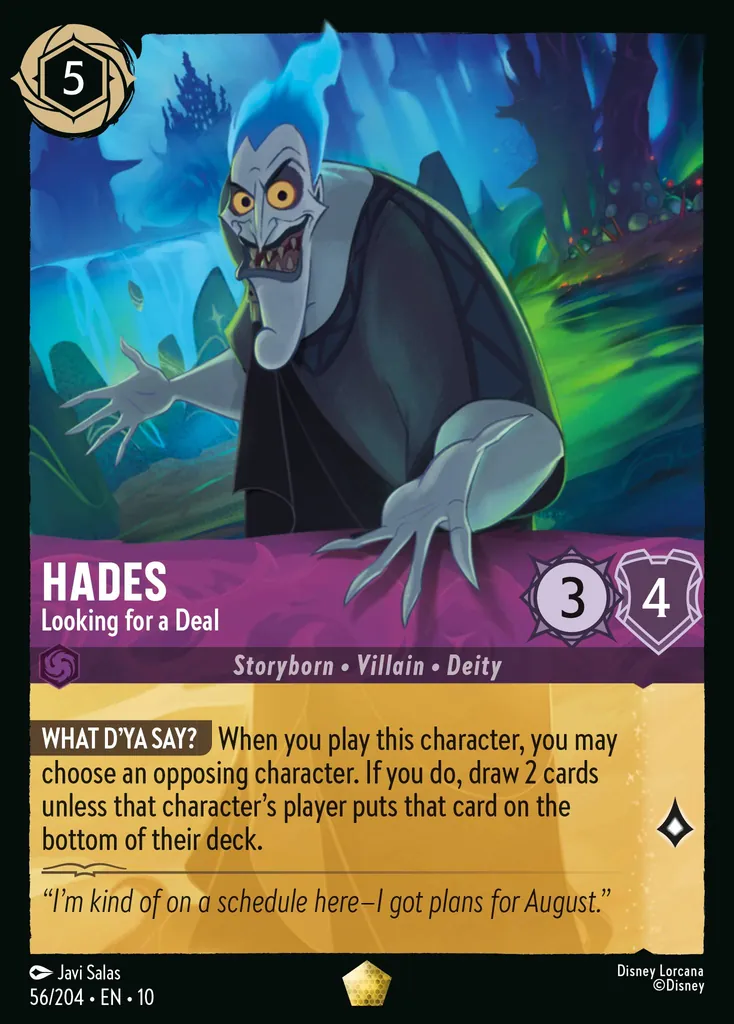 5
HADES
Looking for a Deal
3
4
Storyborn • Villain • Deity
WHAT D'YA SAY? When you play this character, you may
choose an opposing character. If you do, draw 2 cards
unless that character's player puts that card on the
bottom of their deck.
“I'm kind of on a schedule here—I got plans for August.”
Javi Salas
56/204 • EN • 10
Disney Lorcana
©Disney